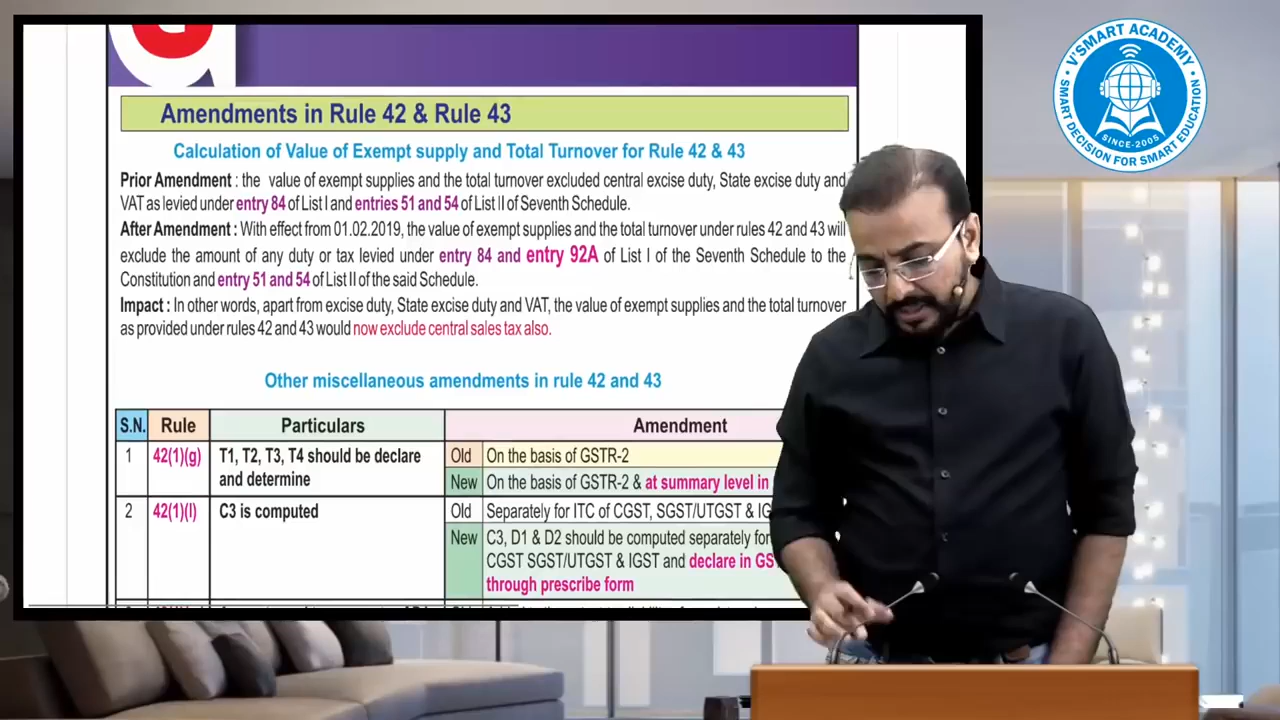 Amendments in Rule 42 & Rule 43
Calculation of Value of Exempt supply and Total Turnover for Rule 42 & 43
Prior Amendment : the value of exempt supplies and the total turnover excluded central excise duty, State excise duty and
VAT as levied under entry 84 of List I and entries 51 and 54 of List II of Seventh Schedule.
After Amendment : With effect from 01.02.2019, the value of exempt supplies and the total turnover under rules 42 and 43 will
exclude the amount of any duty or tax levied under entry 84 and entry 92A of List I of the Seventh Schedule to the
Constitution and entry 51 and 54 of List II of the said Schedule.
Impact : In other words, apart from excise duty, State excise duty and VAT, the value of exempt supplies and the total turnover
as provided under rules 42 and 43 would now exclude central sales tax also.
Other miscellaneous amendments in rule 42 and 43
S.N. Rule Particulars Amendment
1 42(1)(g) T1, T2, T3, T4 should be declare
and determine
Old On the basis of GSTR-2
New On the basis of GSTR-2 & at summary level in
2 42(1)(l) C3 is computed
Old Separately for ITC of CGST, SGST/UTGST &
New C3, D1 & D2 should be computed separately for
CGST SGST/UTGST & IGST and declare in
through prescribe form
V'SMART ACADEMY
SMART DECISION FOR SMART EDUCATION
SINCE-2005